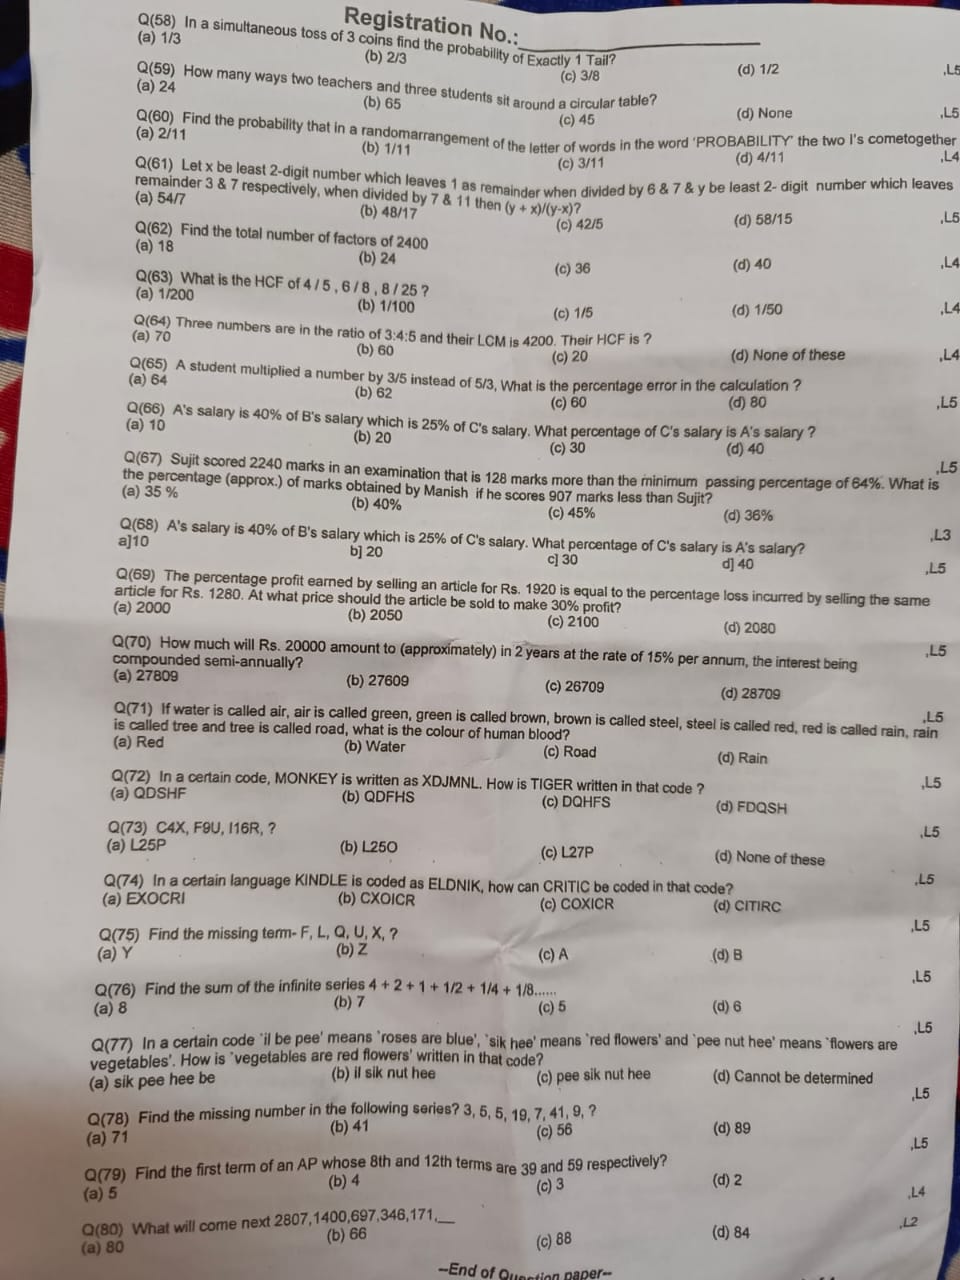 Registration No.:
Q(58) In a simultaneous toss of 3 coins find the probability of Exactly 1 Tail?
(a) 1/3 (b) 2/3 (c) 3/8 (d) 1/2 ,L5
Q(59) How many ways two teachers and three students sit around a circular table?
(a) 24 (b) 65 (c) 45 (d) None ,L5
Q(60) Find the probability that in a randomarrangement of the letter of words in the word 'PROBABILITY' the two I's cometogether
(a) 2/11 (b) 1/11 (c) 3/11 (d) 4/11 ,L4
Q(61) Let x be least 2-digit number which leaves 1 as remainder when divided by 6 & 7 & y be least 2- digit number which leaves
remainder 3 & 7 respectively, when divided by 7 & 11 then (y + x)/(y-x)?
(a) 54/7 (b) 48/17 (c) 42/5 (d) 58/15 ,L5
Q(62) Find the total number of factors of 2400
(a) 18 (b) 24 (c) 36 (d) 40 ,L4
Q(63) What is the HCF of 4 / 5 , 6 / 8 , 8 / 25 ?
(a) 1/200 (b) 1/100 (c) 1/5 (d) 1/50 ,L4
Q(64) Three numbers are in the ratio of 3:4:5 and their LCM is 4200. Their HCF is ?
(a) 70 (b) 60 (c) 20 (d) None of these ,L4
Q(65) A student multiplied a number by 3/5 instead of 5/3, What is the percentage error in the calculation ?
(a) 64 (b) 62 (c) 60 (d) 80 ,L5
Q(66) A's salary is 40% of B's salary which is 25% of C's salary. What percentage of C's salary is A's salary ?
(a) 10 (b) 20 (c) 30 (d) 40 ,L5
Q(67) Sujit scored 2240 marks in an examination that is 128 marks more than the minimum passing percentage of 64%. What is
the percentage (approx.) of marks obtained by Manish if he scores 907 marks less than Sujit?
(a) 35 % (b) 40% (c) 45% (d) 36% ,L3
Q(68) A's salary is 40% of B's salary which is 25% of C's salary. What percentage of C's salary is A's salary?
a]10 b] 20 c] 30 d] 40 ,L5
Q(69) The percentage profit earned by selling an article for Rs. 1920 is equal to the percentage loss incurred by selling the same
article for Rs. 1280. At what price should the article be sold to make 30% profit?
(a) 2000 (b) 2050 (c) 2100 (d) 2080 ,L5
Q(70) How much will Rs. 20000 amount to (approximately) in 2 years at the rate of 15% per annum, the interest being
compounded semi-annually?
(a) 27809 (b) 27609 (c) 26709 (d) 28709 ,L5
Q(71) If water is called air, air is called green, green is called brown, brown is called steel, steel is called red, red is called rain, rain
is called tree and tree is called road, what is the colour of human blood?
(a) Red (b) Water (c) Road (d) Rain ,L5
Q(72) In a certain code, MONKEY is written as XDJMNL. How is TIGER written in that code ?
(a) QDSHF (b) QDFHS (c) DQHFS (d) FDQSH ,L5
Q(73) C4X, F9U, I16R, ?
(a) L25P (b) L25O (c) L27P (d) None of these ,L5
Q(74) In a certain language KINDLE is coded as ELDNIK, how can CRITIC be coded in that code?
(a) EXOCRI (b) CXOICR (c) COXICR (d) CITIRC ,L5
Q(75) Find the missing term- F, L, Q, U, X, ?
(a) Y (b) Z (c) A (d) B ,L5
Q(76) Find the sum of the infinite series 4 + 2 + 1 + 1/2 + 1/4 + 1/8......
(a) 8 (b) 7 (c) 5 (d) 6 ,L5
Q(77) In a certain code `il be pee' means `roses are blue', `sik hee' means `red flowers' and `pee nut hee' means `flowers are
vegetables'. How is `vegetables are red flowers' written in that code?
(a) sik pee hee be (b) il sik nut hee (c) pee sik nut hee (d) Cannot be determined ,L5
Q(78) Find the missing number in the following series? 3, 5, 5, 19, 7, 41, 9, ?
(a) 71 (b) 41 (c) 56 (d) 89 ,L5
Q(79) Find the first term of an AP whose 8th and 12th terms are 39 and 59 respectively?
(a) 5 (b) 4 (c) 3 (d) 2 ,L4
Q(80) What will come next 2807,1400,697,346,171,__ ,L2
(a) 80 (b) 66 (c) 88 (d) 84
--End of Question paper--